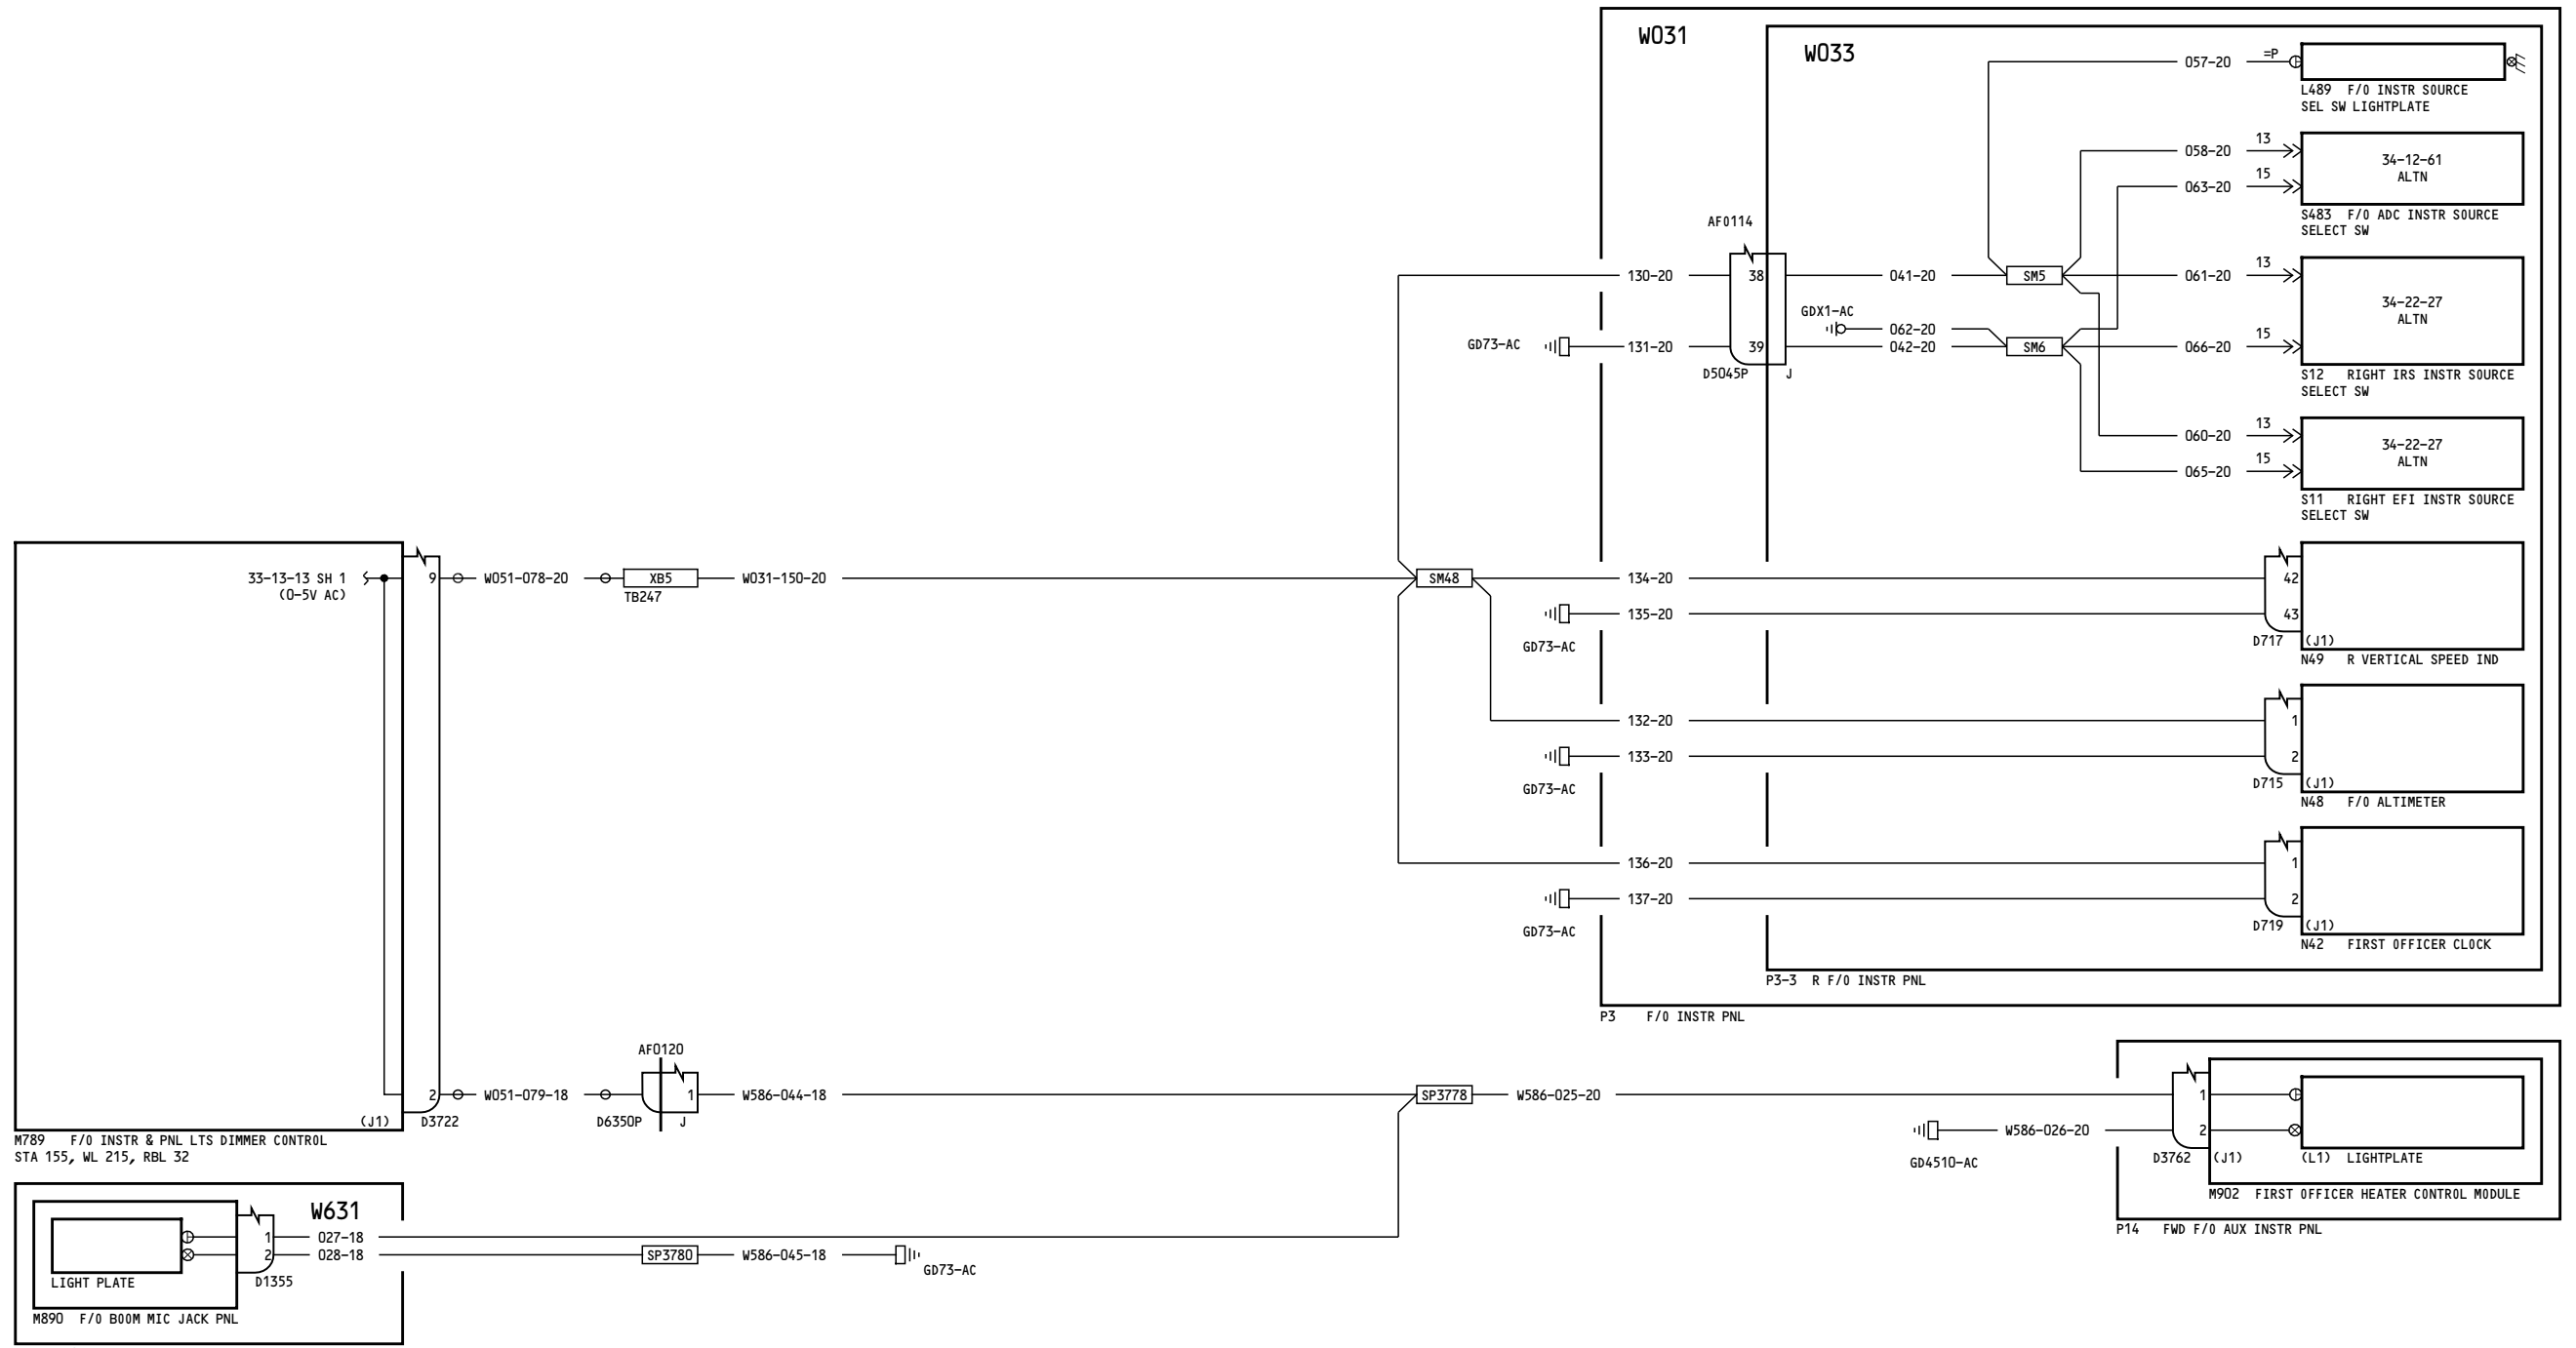 W031
W033
057-20
=P
L489 F/O INSTR SOURCE
SEL SW LIGHTPLATE
058-20
13
063-20
15
34-12-61
ALTN
S483 F/O ADC INSTR SOURCE
SELECT SW
AF0114
130-20
38
041-20
SM5
061-20
13
GDX1-AC
062-20
34-22-27
ALTN
GD73-AC
131-20
39
042-20
SM6
066-20
15
D5045P
J
S12 RIGHT IRS INSTR SOURCE
SELECT SW
060-20
13
065-20
15
34-22-27
ALTN
S11 RIGHT EFI INSTR SOURCE
SELECT SW
33-13-13 SH 1
(0-5V AC)
9
W051-078-20
XB5
TB247
W031-150-20
SM48
134-20
42
135-20
43
GD73-AC
D717
(J1)
N49 R VERTICAL SPEED IND
132-20
1
133-20
2
GD73-AC
D715
(J1)
N48 F/O ALTIMETER
136-20
1
137-20
2
GD73-AC
D719
(J1)
N42 FIRST OFFICER CLOCK
P3-3 R F/O INSTR PNL
P3 F/O INSTR PNL
AF0120
2
W051-079-18
1
W586-044-18
SP3778
W586-025-20
1
(J1)
D3722
D6350P
J
W586-026-20
2
GD4510-AC
D3762
(J1)
(L1) LIGHTPLATE
M789 F/O INSTR & PNL LTS DIMMER CONTROL
STA 155, WL 215, RBL 32
M902 FIRST OFFICER HEATER CONTROL MODULE
P14 FWD F/O AUX INSTR PNL
W631
1
027-18
2
028-18
SP3780
W586-045-18
GD73-AC
LIGHT PLATE
D1355
M890 F/O BOOM MIC JACK PNL